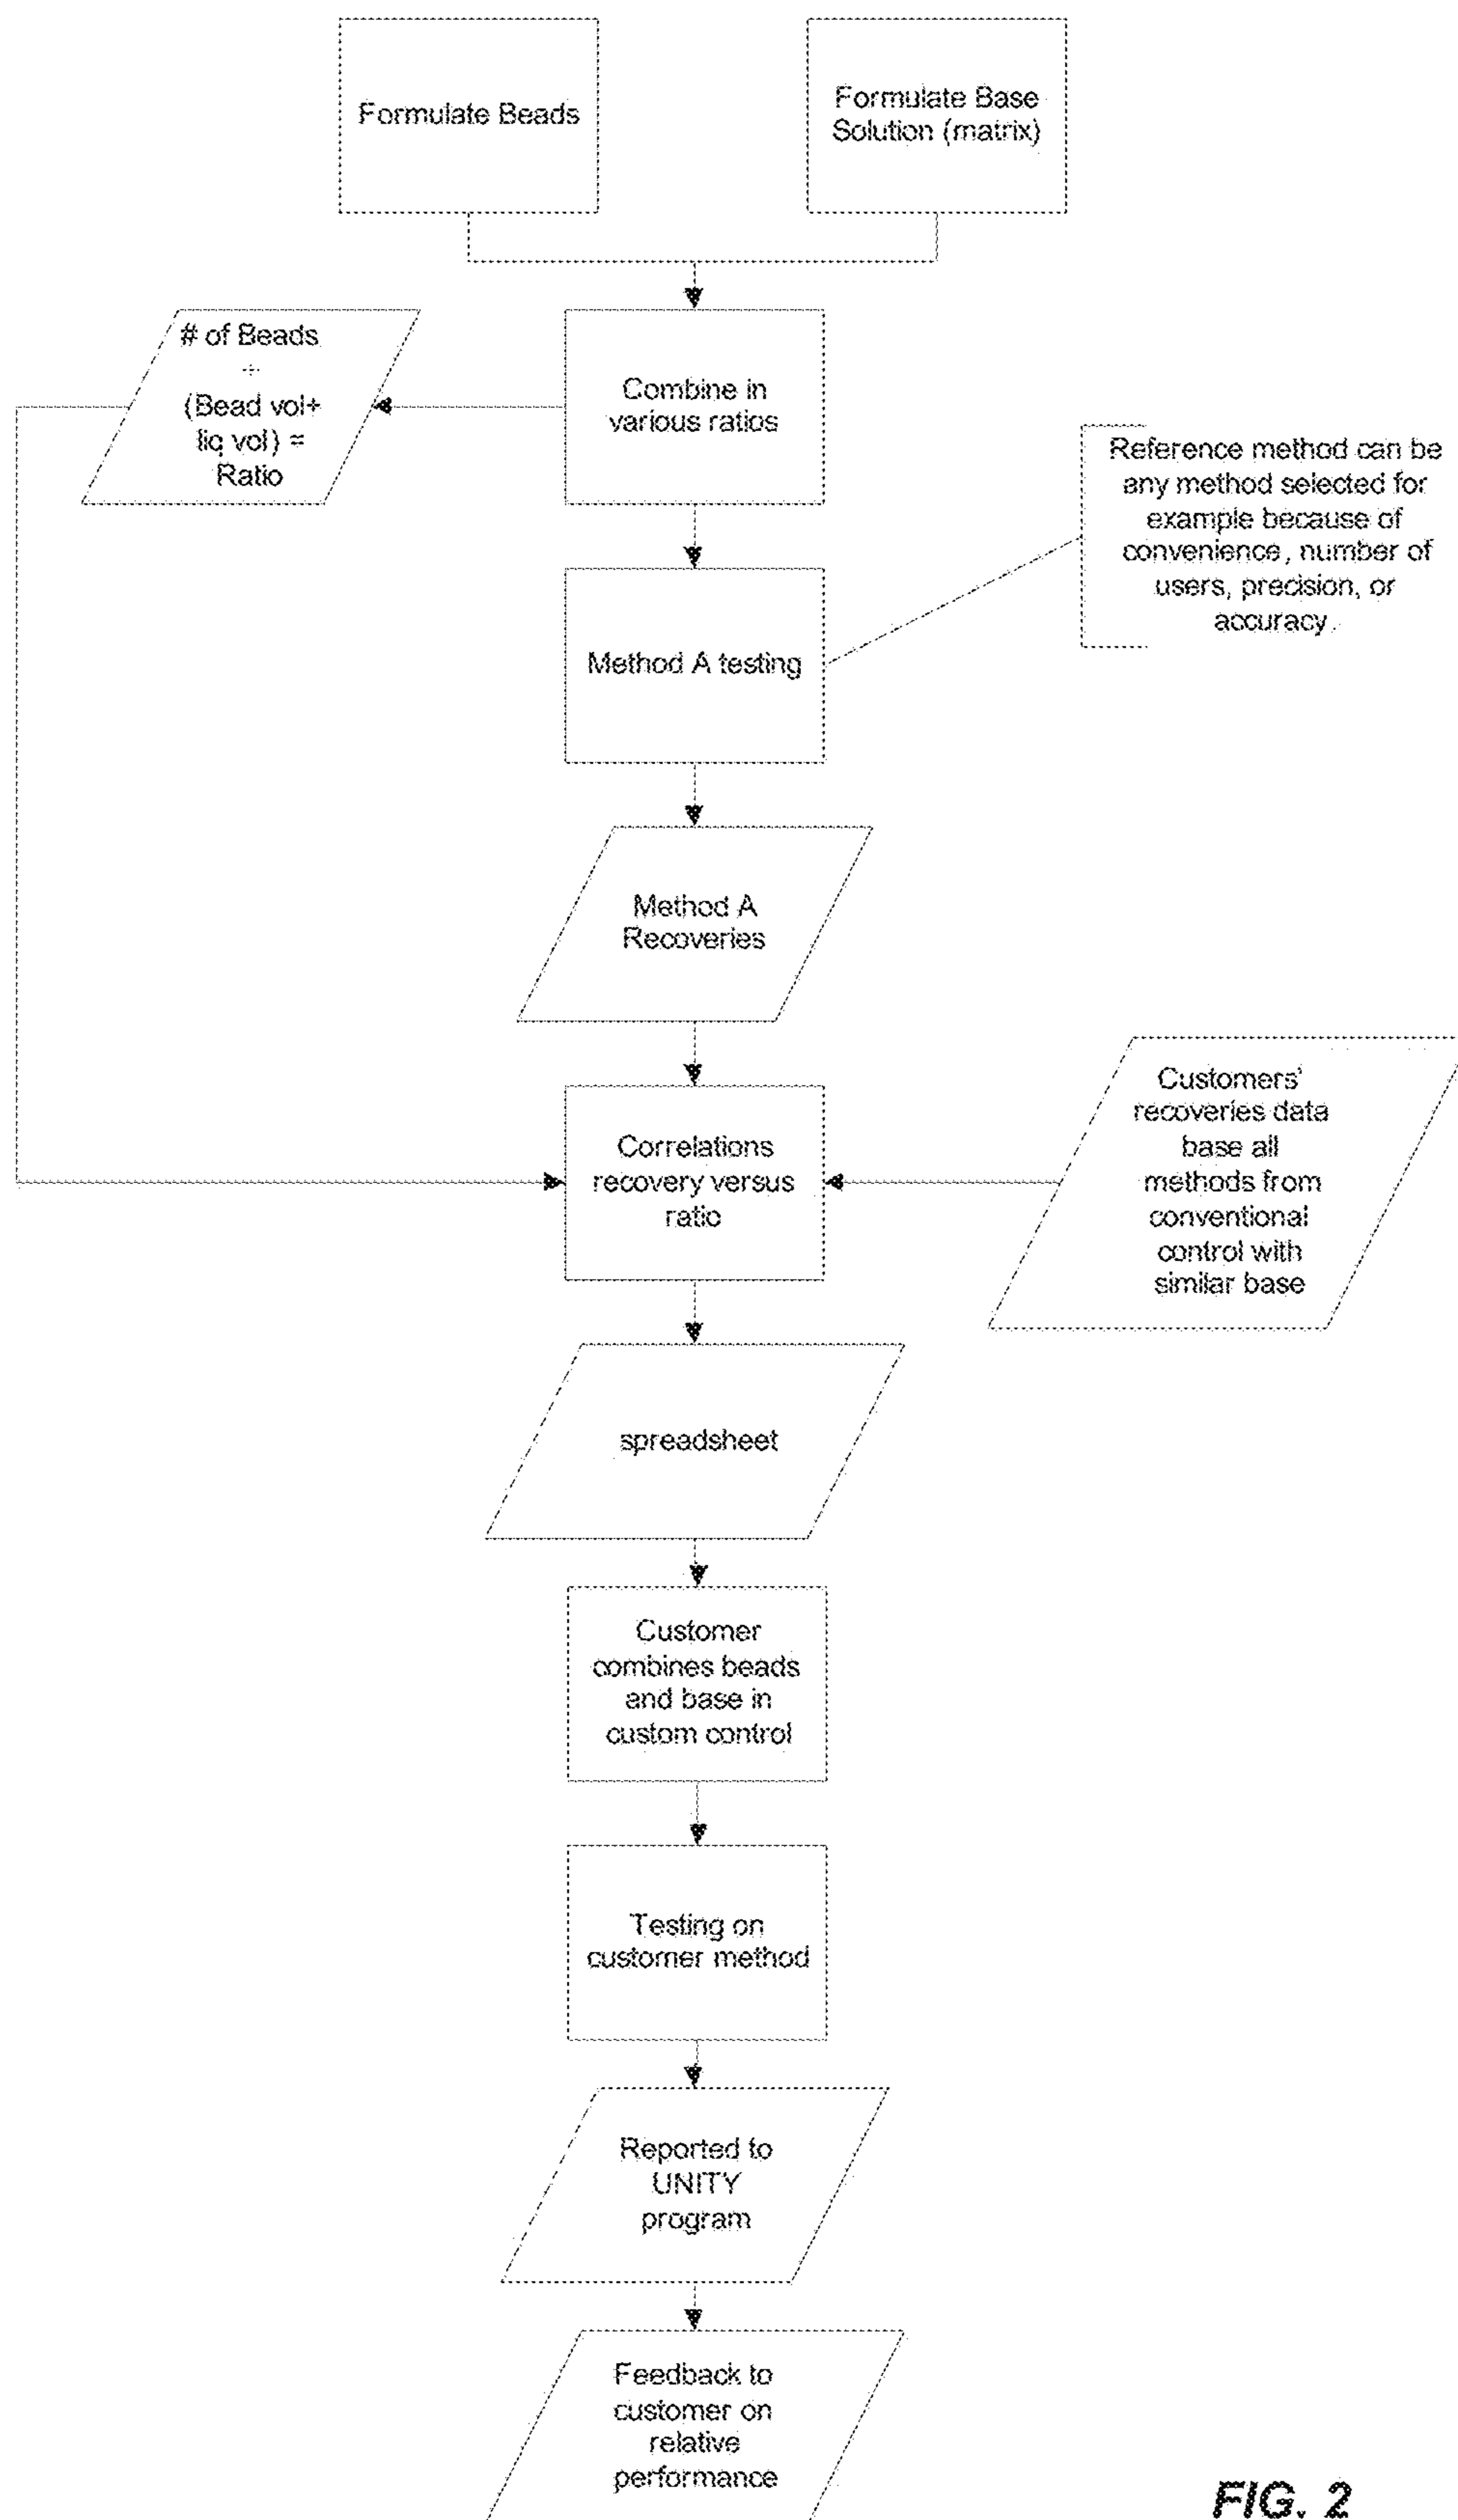 Formulate Beads
Formulate Base
Solution (matrix)
# of Beads
÷
(Bead vol+
liq vol) =
Ratio
Combine in
various ratios
Reference method can be
any method selected for
example because of
convenience, number of
users, precision, or
accuracy.
Method A testing
Method A
Recoveries
Correlations
recovery versus
ratio
Customers'
recoveries data
base all
methods from
conventional
control with
similar base
spreadsheet
Customer
combines beads
and base in
custom control
Testing on
customer method
Reported to
UNITY
program
Feedback to
customer on
relative
performance
FIG. 2